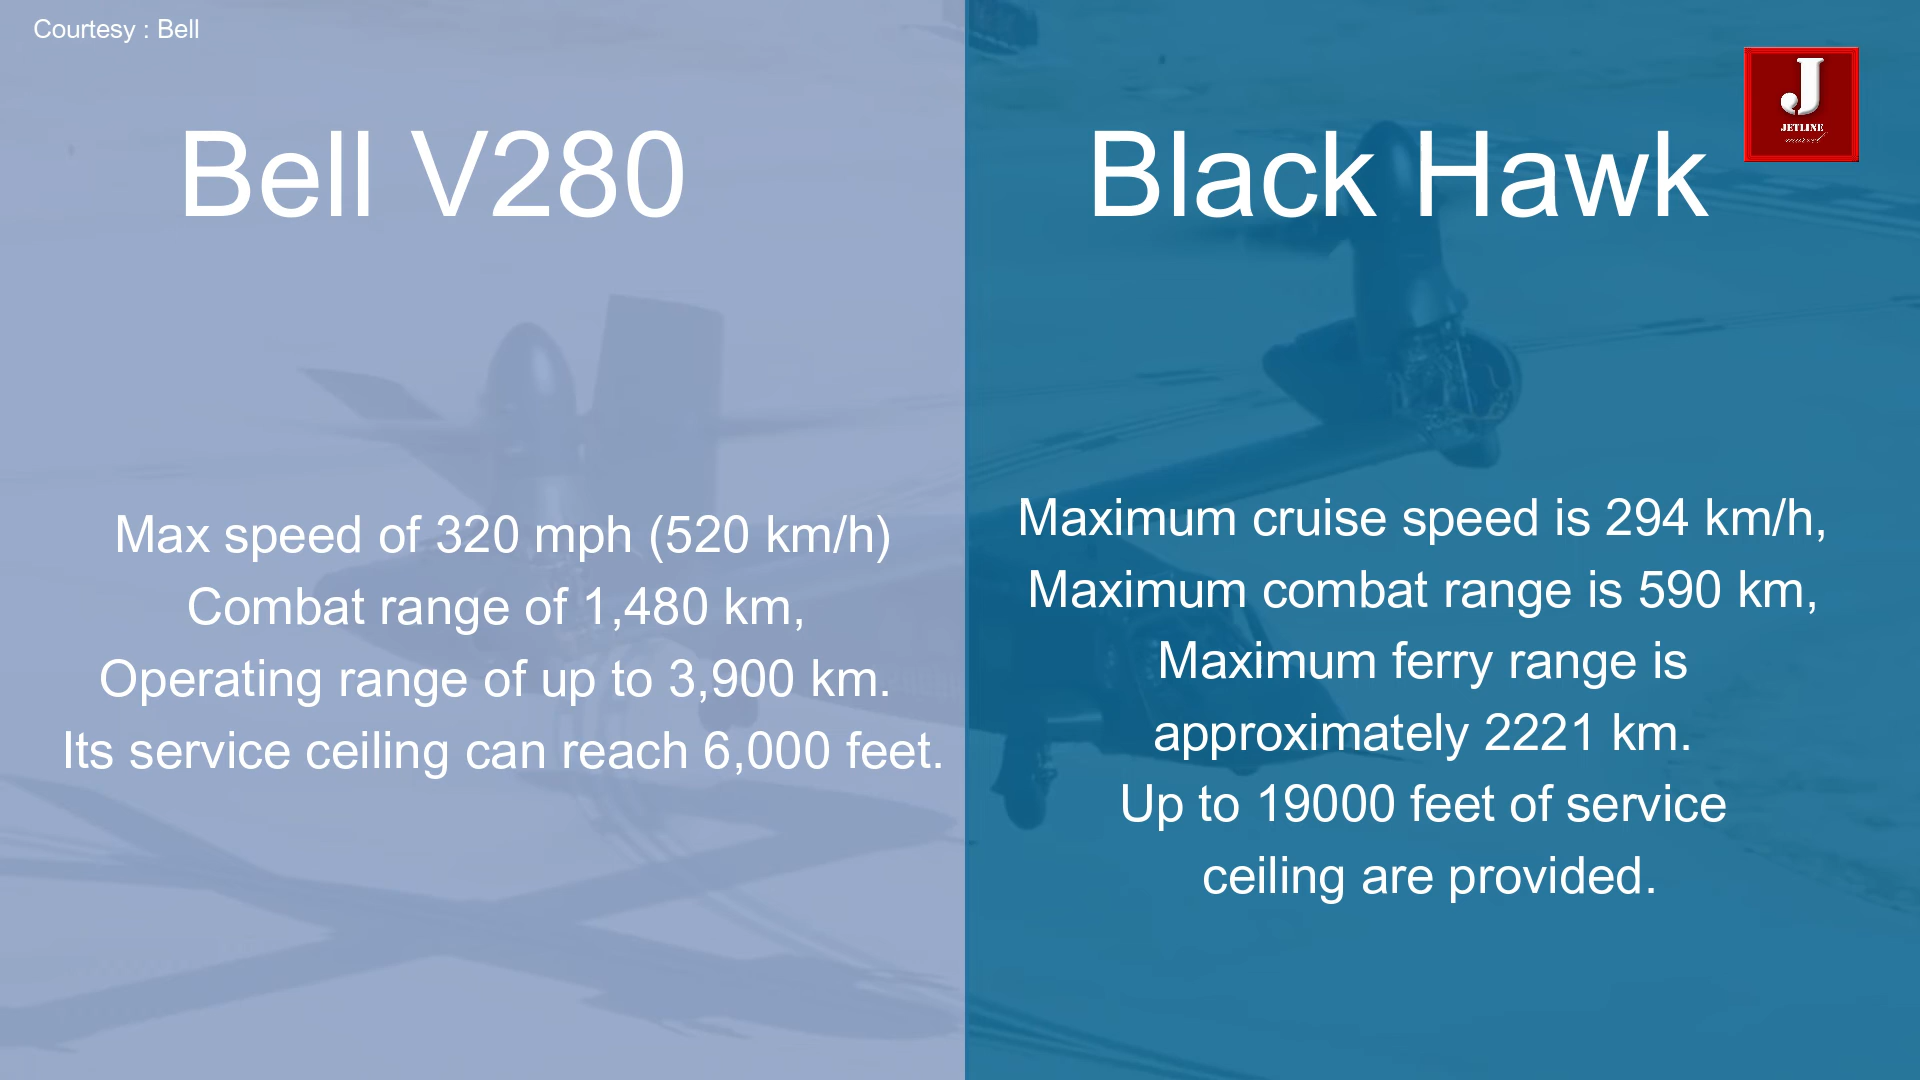 Courtesy : Bell
Bell V280
Max speed of 320 mph (520 km/h)
Combat range of 1,480 km,
Operating range of up to 3,900 km.
Its service ceiling can reach 6,000 feet.
Black Hawk
J
JETLINE
Maximum cruise speed is 294 km/h,
Maximum combat range is 590 km,
Maximum ferry range is
approximately 2221 km.
Up to 19000 feet of service
ceiling are provided.